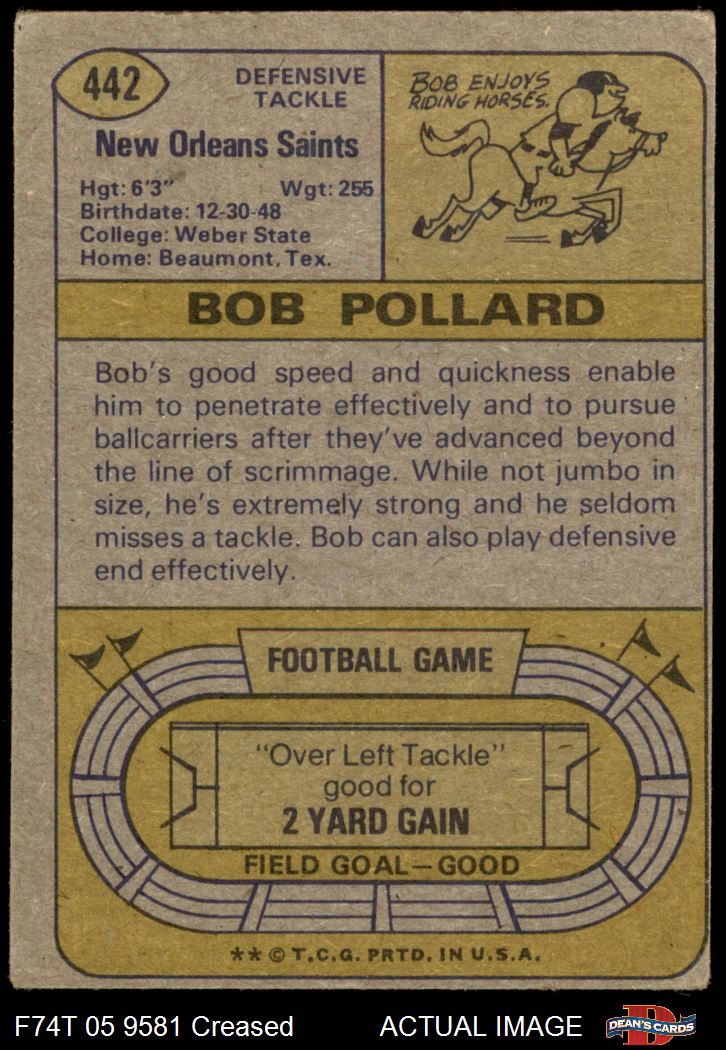 442
DEFENSIVE
TACKLE
New Orleans Saints
Hgt: 6'3" Wgt: 255
Birthdate: 12-30-48
College: Weber State
Home: Beaumont, Tex.
BOB ENJOYS
RIDING HORSES.
BOB POLLARD
Bob's good speed and quickness enable
him to penetrate effectively and to pursue
ballcarriers after they've advanced beyond
the line of scrimmage. While not jumbo in
size, he's extremely strong and he seldom
misses a tackle. Bob can also play defensive
end effectively.
FOOTBALL GAME
"Over Left Tackle"
good for
2 YARD GAIN
FIELD GOAL—GOOD
** © T.C.G. PRTD. IN U.S.A.
F74T 05 9581 Creased
ACTUAL IMAGE
D
DEAN'S CARDS